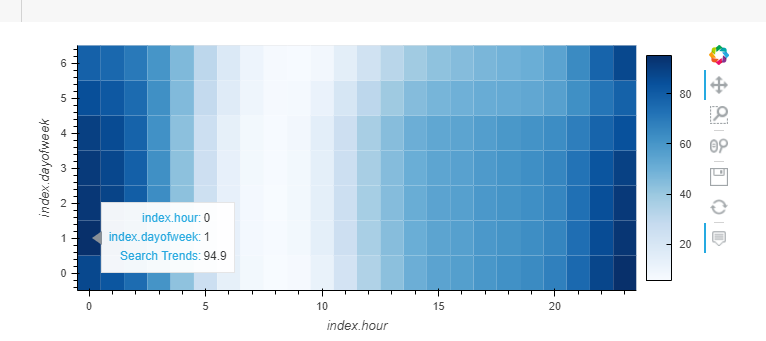 6
5
4
3
2
1
0
index.dayofweek
index.hour: 0
index.dayofweek: 1
Search Trends: 94.9
0 5 10 15 20
index.hour
80
60
40
20